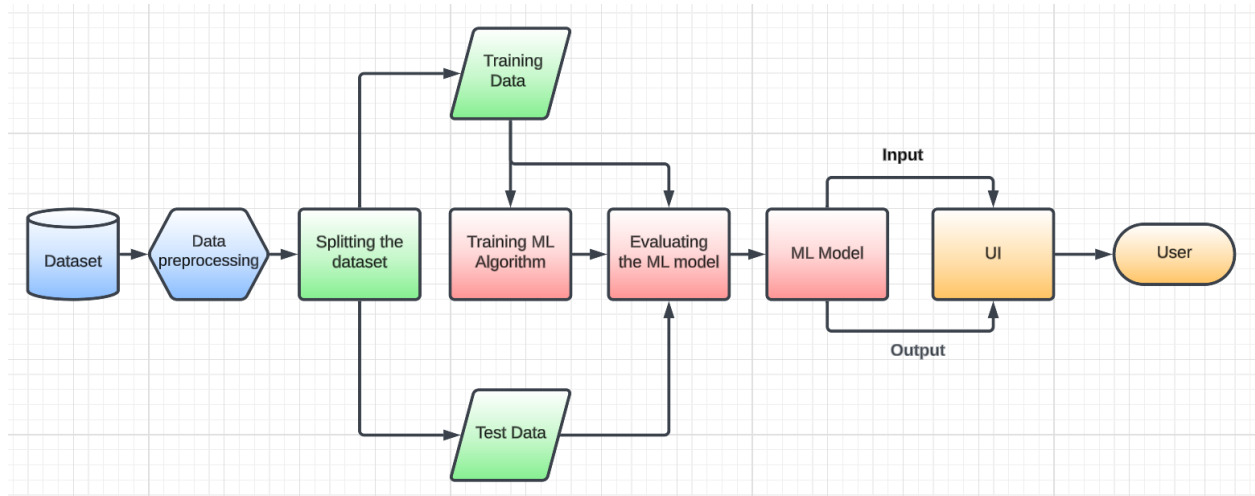 Training
Data
Input
Dataset
Data
preprocessing
Splitting the
dataset
Training ML
Algorithm
Evaluating
the ML model
ML Model
UI
User
Output
Test Data